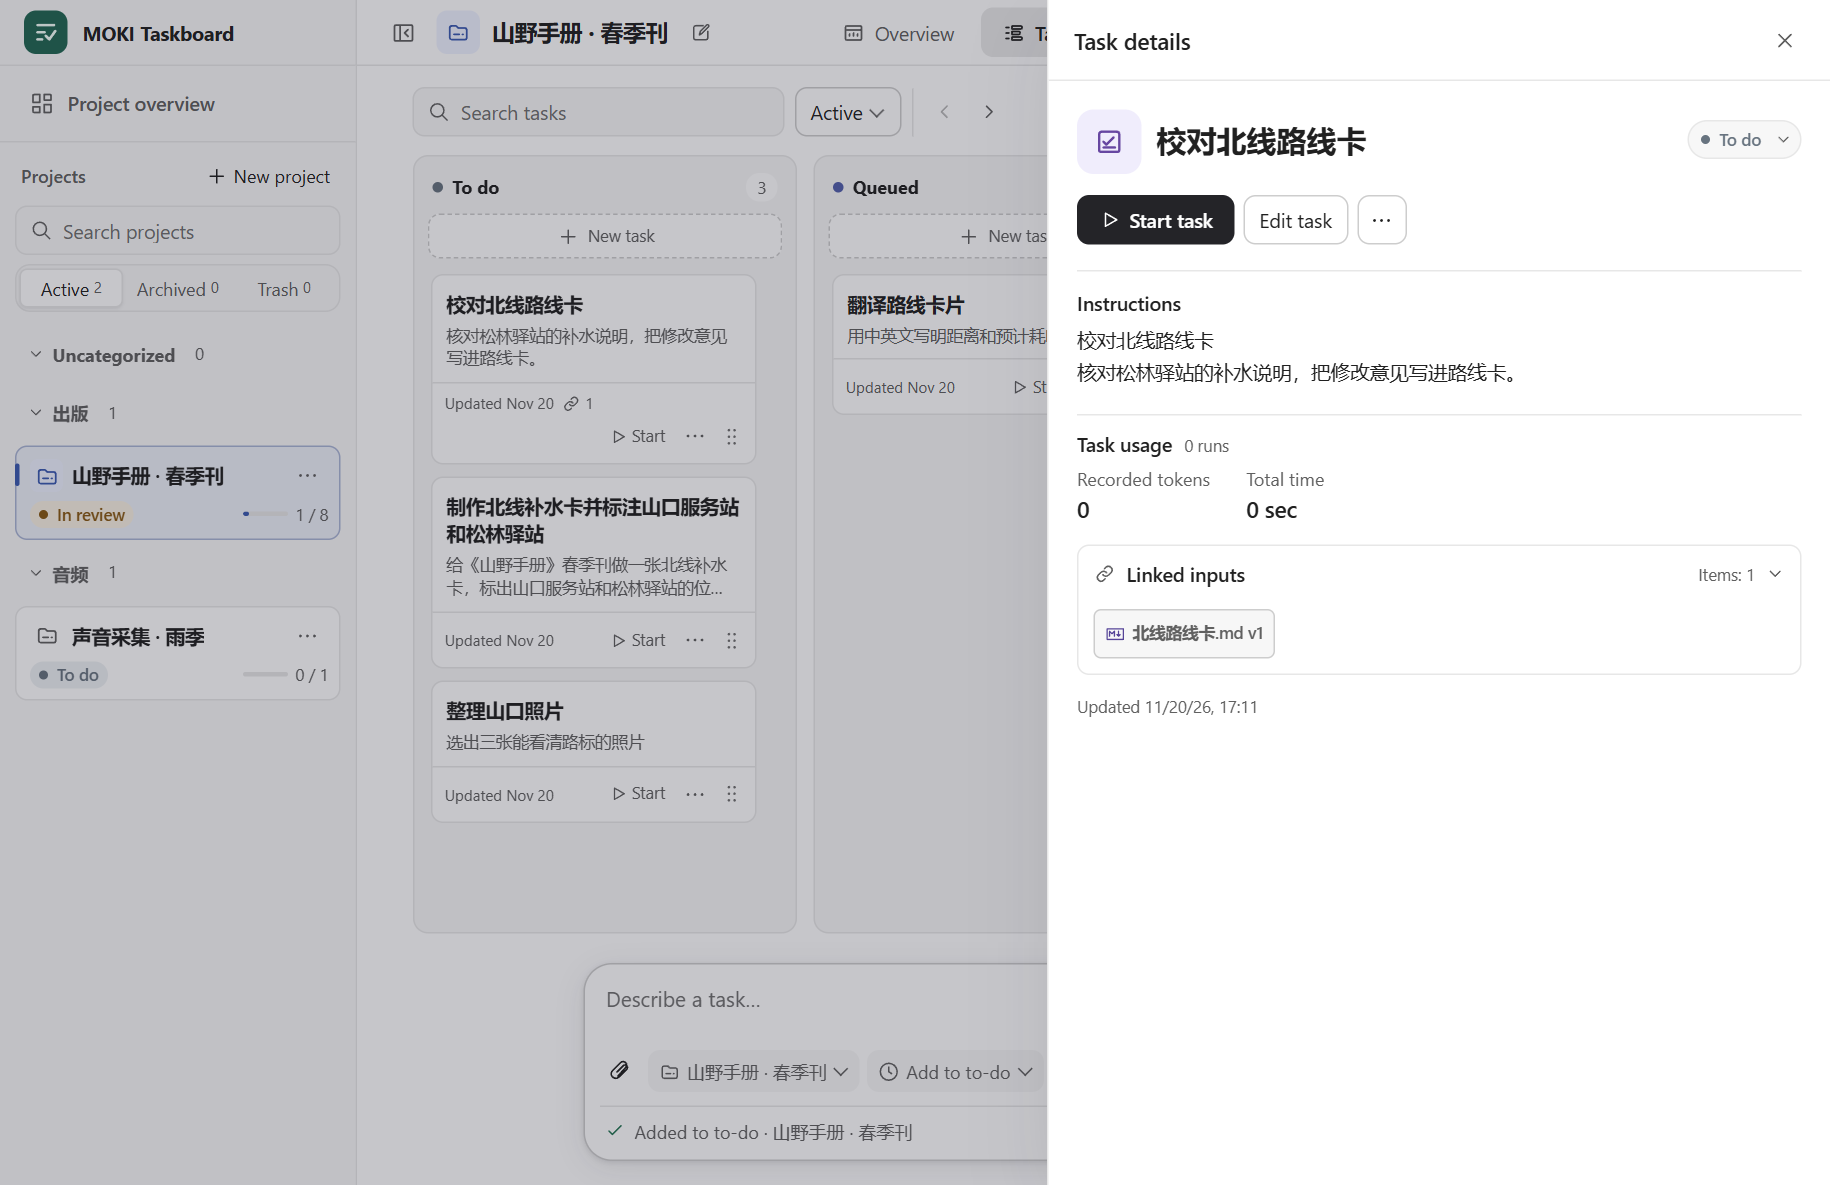 MOKI Taskboard
Project overview
Projects
New project
Search projects
Active 2
Archived 0
Trash 0
Uncategorized 0
出版 1
山野手册 · 春季刊
In review
1 / 8
音频 1
声音采集 · 雨季
To do
0 / 1
山野手册 · 春季刊
Overview
Search tasks
Active
To do
3
New task
校对北线路线卡
核对松林驿站的补水说明，把修改意见
写进路线卡。
Updated Nov 20
1
Start
制作北线补水卡并标注山口服务站
和松林驿站
给《山野手册》春季刊做一张北线补水
卡，标出山口服务站和松林驿站的位...
Updated Nov 20
Start
整理山口照片
选出三张能看清路标的照片
Updated Nov 20
Start
Queued
New
翻译路线卡片
用中英文写明距离和预计耗
Updated Nov 20
Describe a task...
山野手册 · 春季刊
Add to to-do
Added to to-do · 山野手册 · 春季刊
Task details
校对北线路线卡
To do
Start task
Edit task
Instructions
校对北线路线卡
核对松林驿站的补水说明，把修改意见写进路线卡。
Task usage 0 runs
Recorded tokens
0
Total time
0 sec
Linked inputs
Items: 1
北线路线卡.md v1
Updated 11/20/26, 17:11